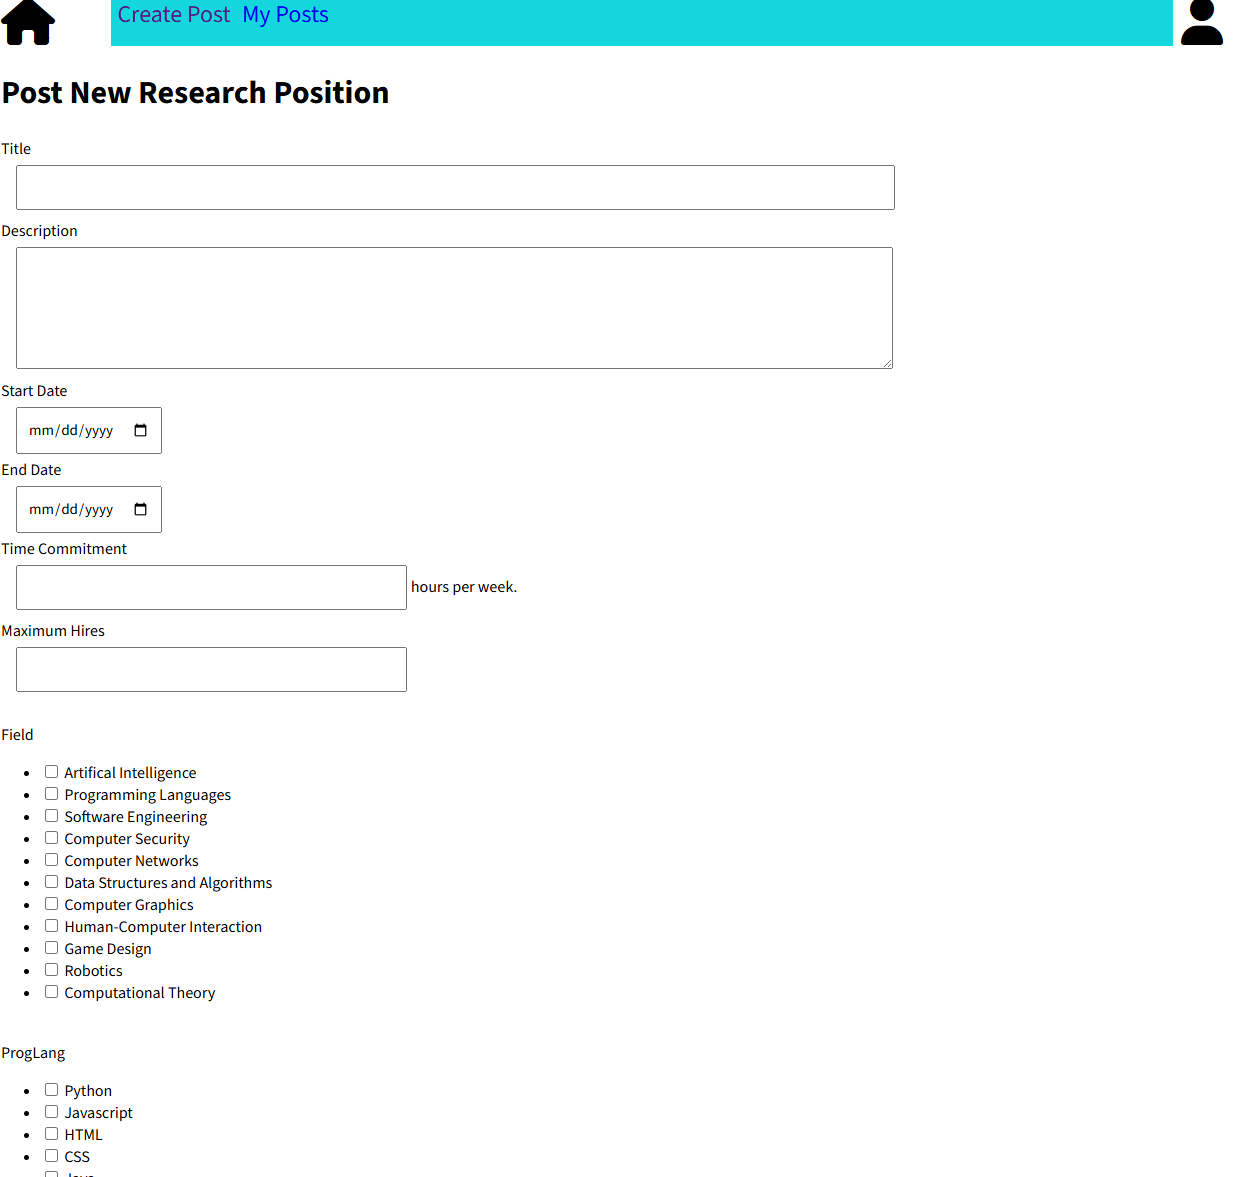 Create Post My Posts
Post New Research Position
Title
Description
Start Date
mm/dd/yyyy
End Date
mm/dd/yyyy
Time Commitment
hours per week.
Maximum Hires
Field
Artifical Intelligence
Programming Languages
Software Engineering
Computer Security
Computer Networks
Data Structures and Algorithms
Computer Graphics
Human-Computer Interaction
Game Design
Robotics
Computational Theory
ProgLang
Python
Javascript
HTML
CSS